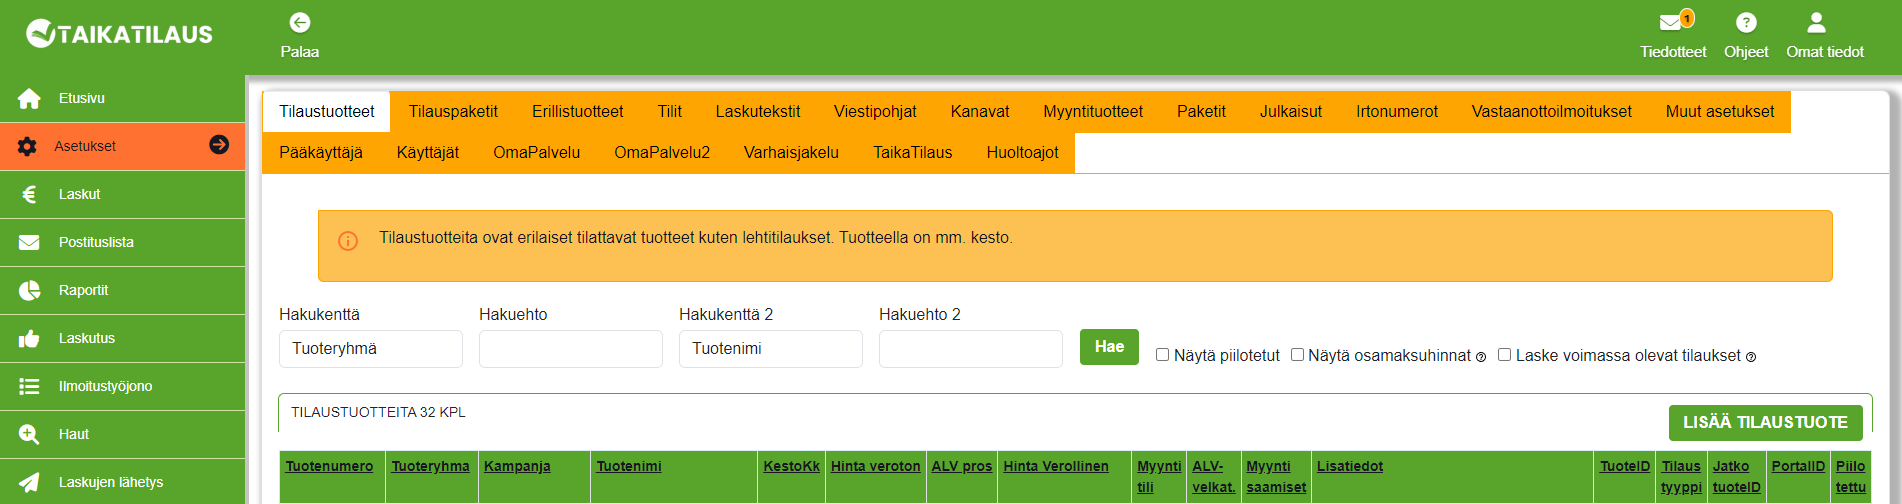 TAIKATILAUS
Palaa
Tiedotteet 1
Ohjeet
Omat tiedot
Etusivu
Asetukset
Laskut
Postituslista
Raportit
Laskutus
Ilmoitustyöjono
Haut
Laskujen lähetys
Tilaustuotteet Tilauspaketit Erillistuotteet Tilit Laskutekstit Viestipohjat Kanavat Myyntituotteet Paketit Julkaisut Irtonumerot Vastaanottoilmoitukset Muut asetukset
Pääkäyttäjä Käyttäjät OmaPalvelu OmaPalvelu2 Varhaisjakelu TaikaTilaus Huoltoajot
Tilaustuotteita ovat erilaiset tilattavat tuotteet kuten lehtitilaukset. Tuotteella on mm. kesto.
Hakukenttä Hakuehto Hakukenttä 2 Hakuehto 2
Tuoteryhmä Tuotenimi Hae Näytä piilotetut Näytä osamaksuhinnat Laske voimassa olevat tilaukset
TILAUSTUOTTEITA 32 KPL
LISÄÄ TILAUSTUOTE
Tuotenumero Tuoteryhma Kampanja Tuotenimi KestoKk Hinta veroton ALV pros Hinta Verollinen Myynti tili ALV-velkat. Myynti saamiset Lisatiedot TuoteID Tilaus tyyppi Jatko tuoteID PortalID Piilo tettu